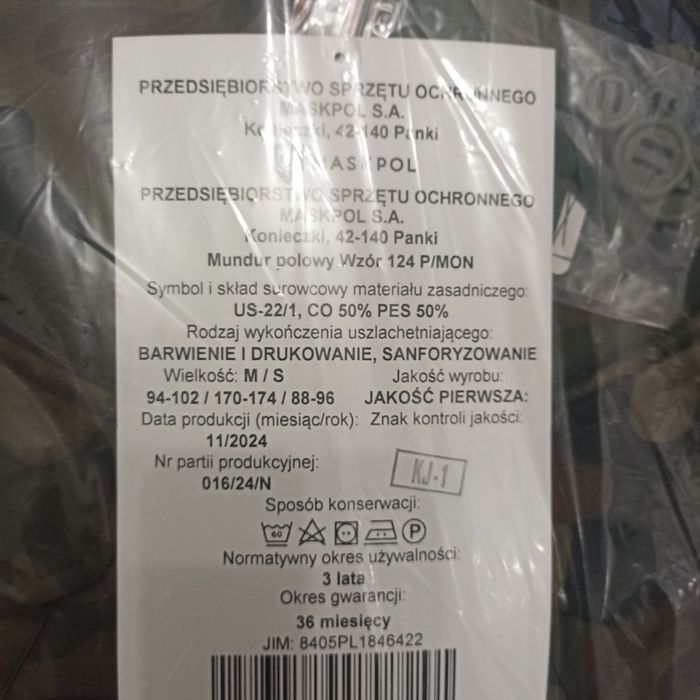 PRZEDSIĘBIORSTWO SPRZĘTU OCHRONNEGO
MASKPOL S.A.
Konieczki, 42-140 Panki
MASKPOL
PRZEDSIĘBIORSTWO SPRZĘTU OCHRONNEGO
MASKPOL S.A.
Konieczki, 42-140 Panki
Mundur polowy Wzór 124 P/MON
Symbol i skład surowcowy materiału zasadniczego:
US-22/1, CO 50% PES 50%
Rodzaj wykończenia uszlachetniającego:
BARWIENIE I DRUKOWANIE, SANFORYZOWANIE
Wielkość: M / S Jakość wyrobu:
94-102 / 170-174 / 88-96 JAKOŚĆ PIERWSZA:
Data produkcji (miesiąc/rok): Znak kontroli jakości:
11/2024
Nr partii produkcyjnej:
016/24/N
KJ-1
Sposób konserwacji:
60 P
Normatywny okres używalności:
3 lata
Okres gwarancji:
36 miesięcy
JIM: 8405PL1846422